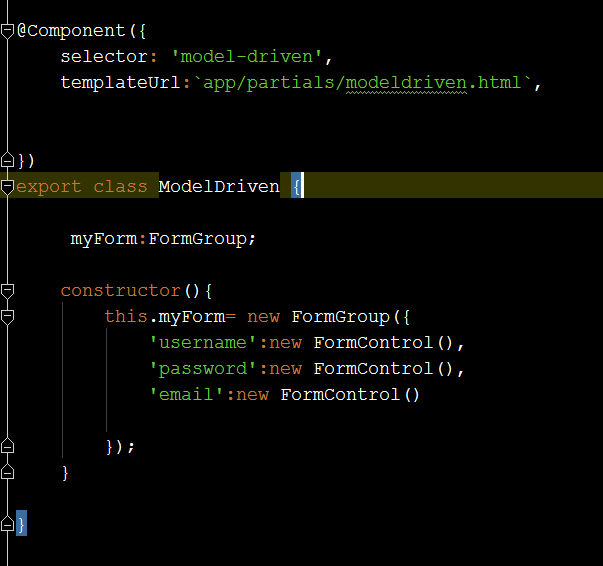 @Component({
    selector: 'model-driven',
    templateUrl:`app/partials/modeldriven.html`,
})
export class ModelDriven {
     myForm:FormGroup;
    constructor(){
        this.myForm= new FormGroup({
            'username':new FormControl(),
            'password':new FormControl(),
            'email':new FormControl()
        });
    }
}